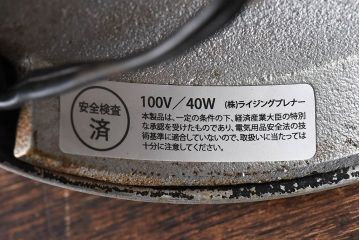 安全検査
済
100V／40W (株)ライジングプレナー
本製品は、一定の条件の下、経済産業大臣の特別
な承認を受けたものであり、電気用品安全法の技
術基準に適合していないので、取扱いに当たっては
十分に注意してください。